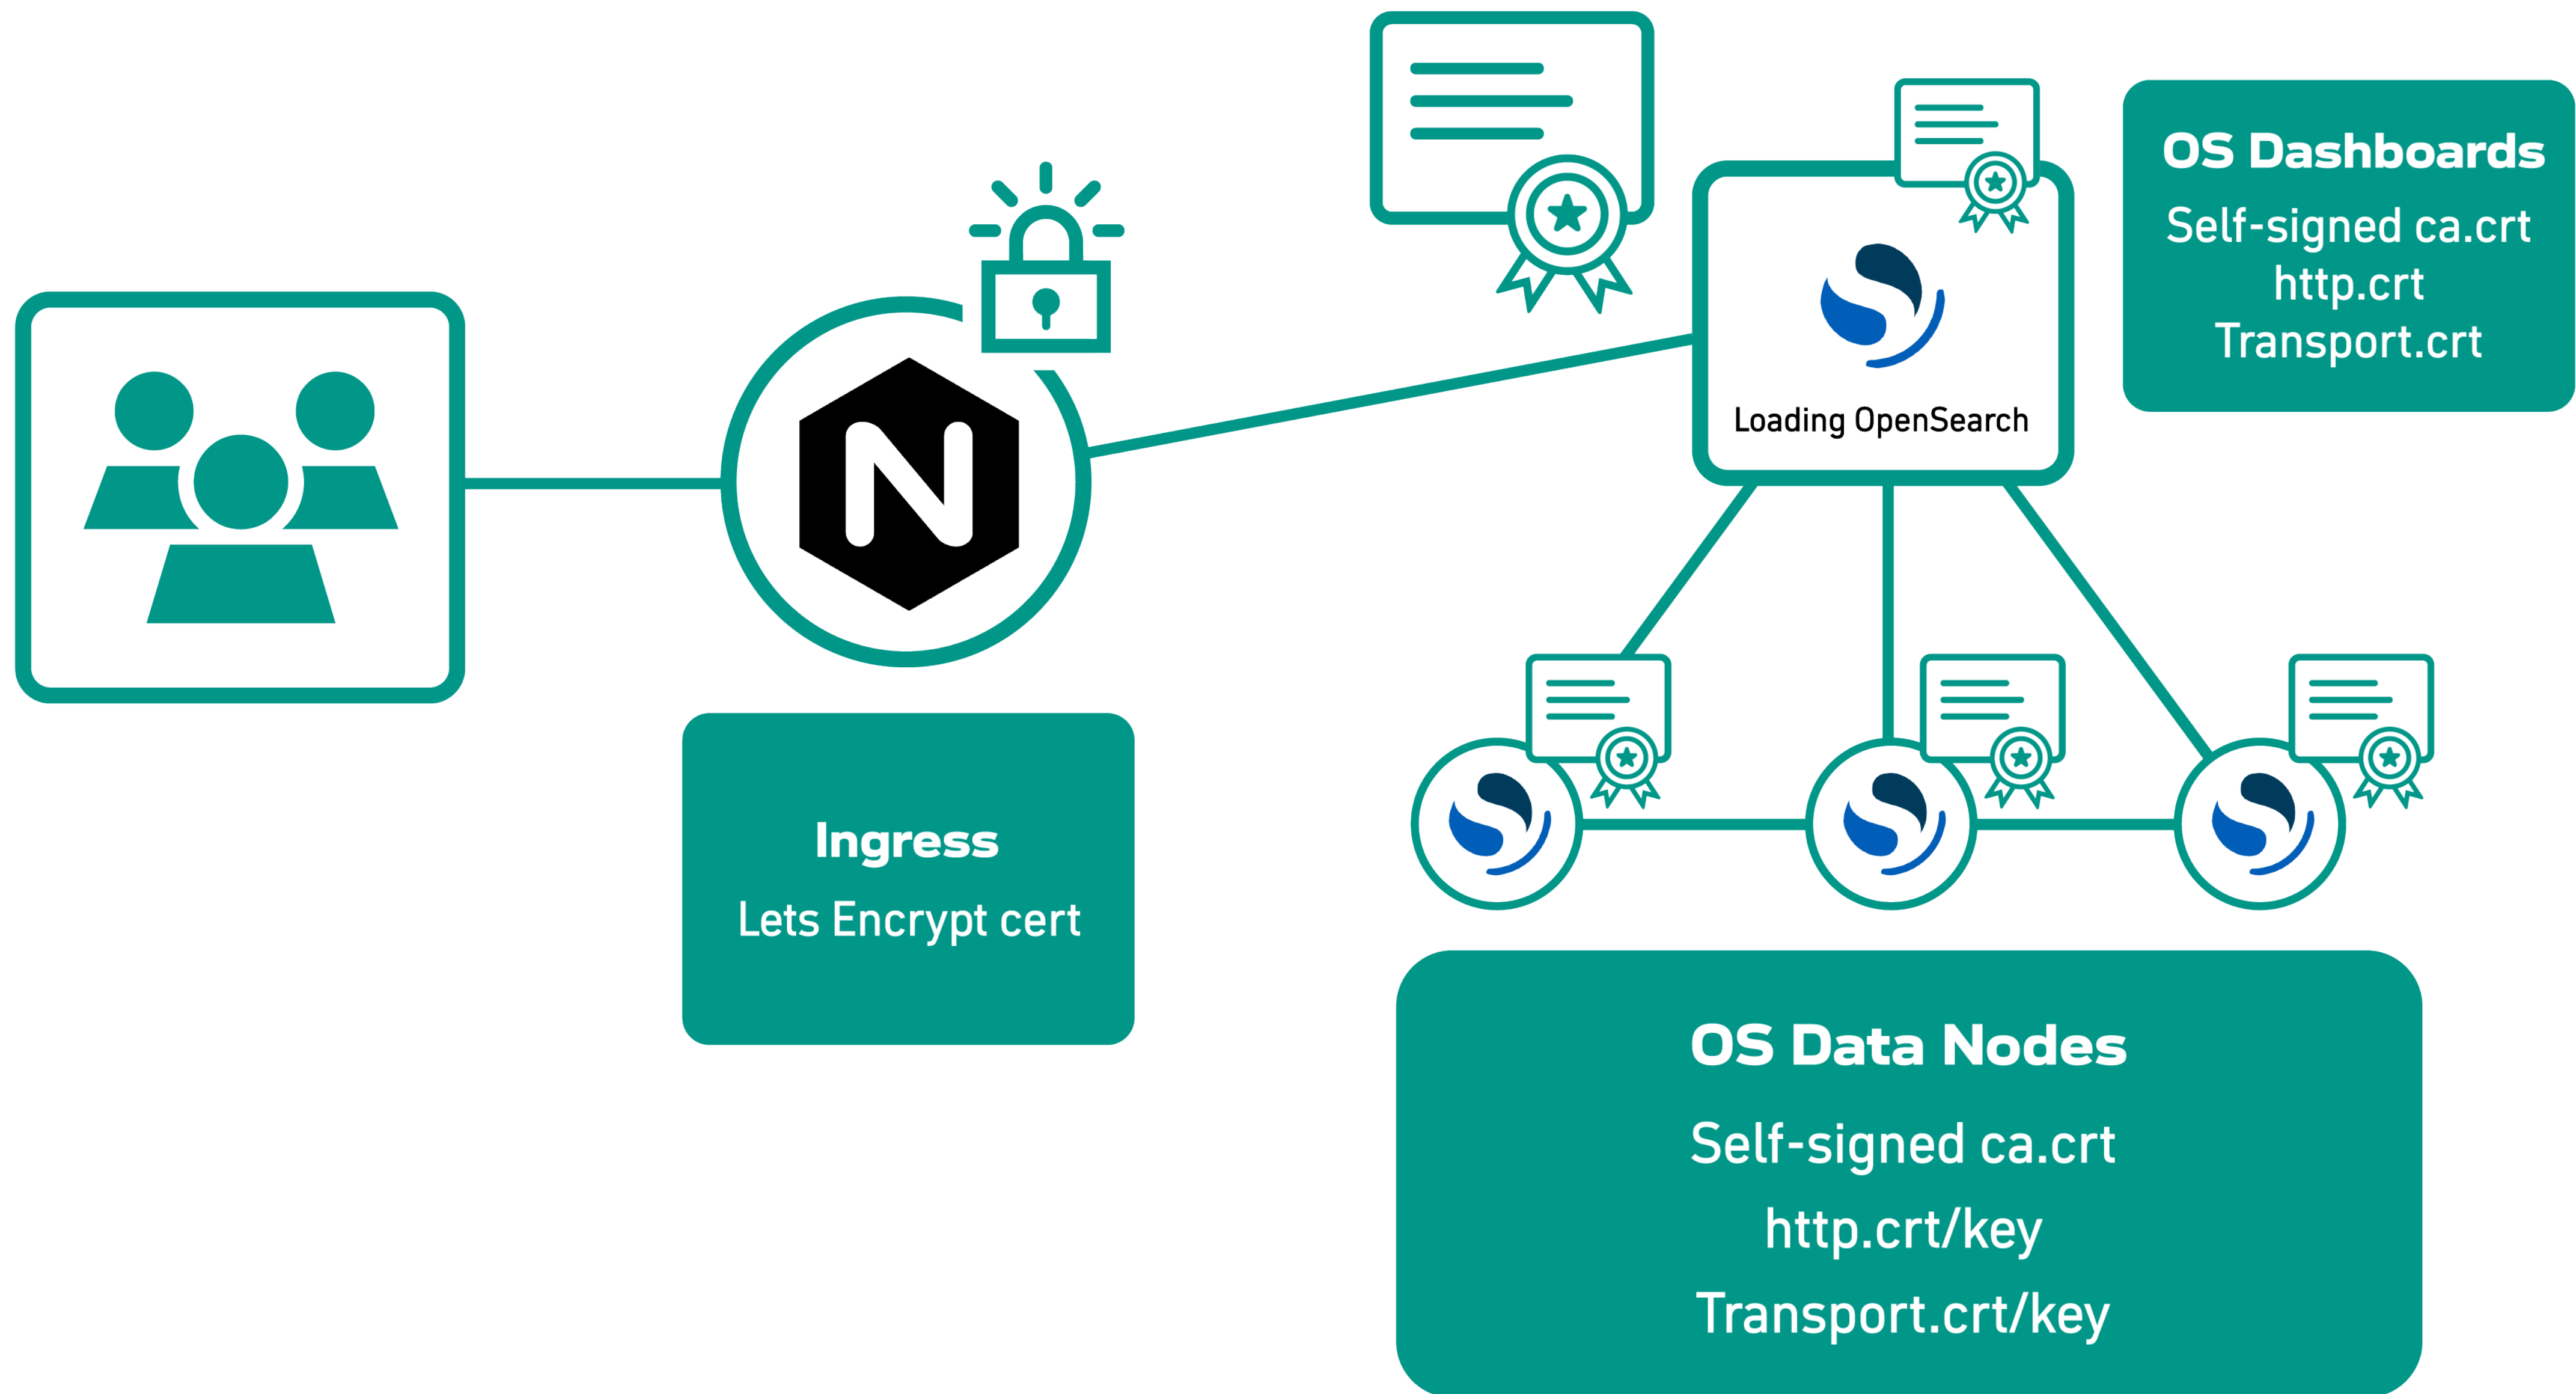 OS Dashboards
Self-signed ca.crt
http.crt
Transport.crt
Loading OpenSearch
N
Ingress
Lets Encrypt cert
OS Data Nodes
Self-signed ca.crt
http.crt/key
Transport.crt/key